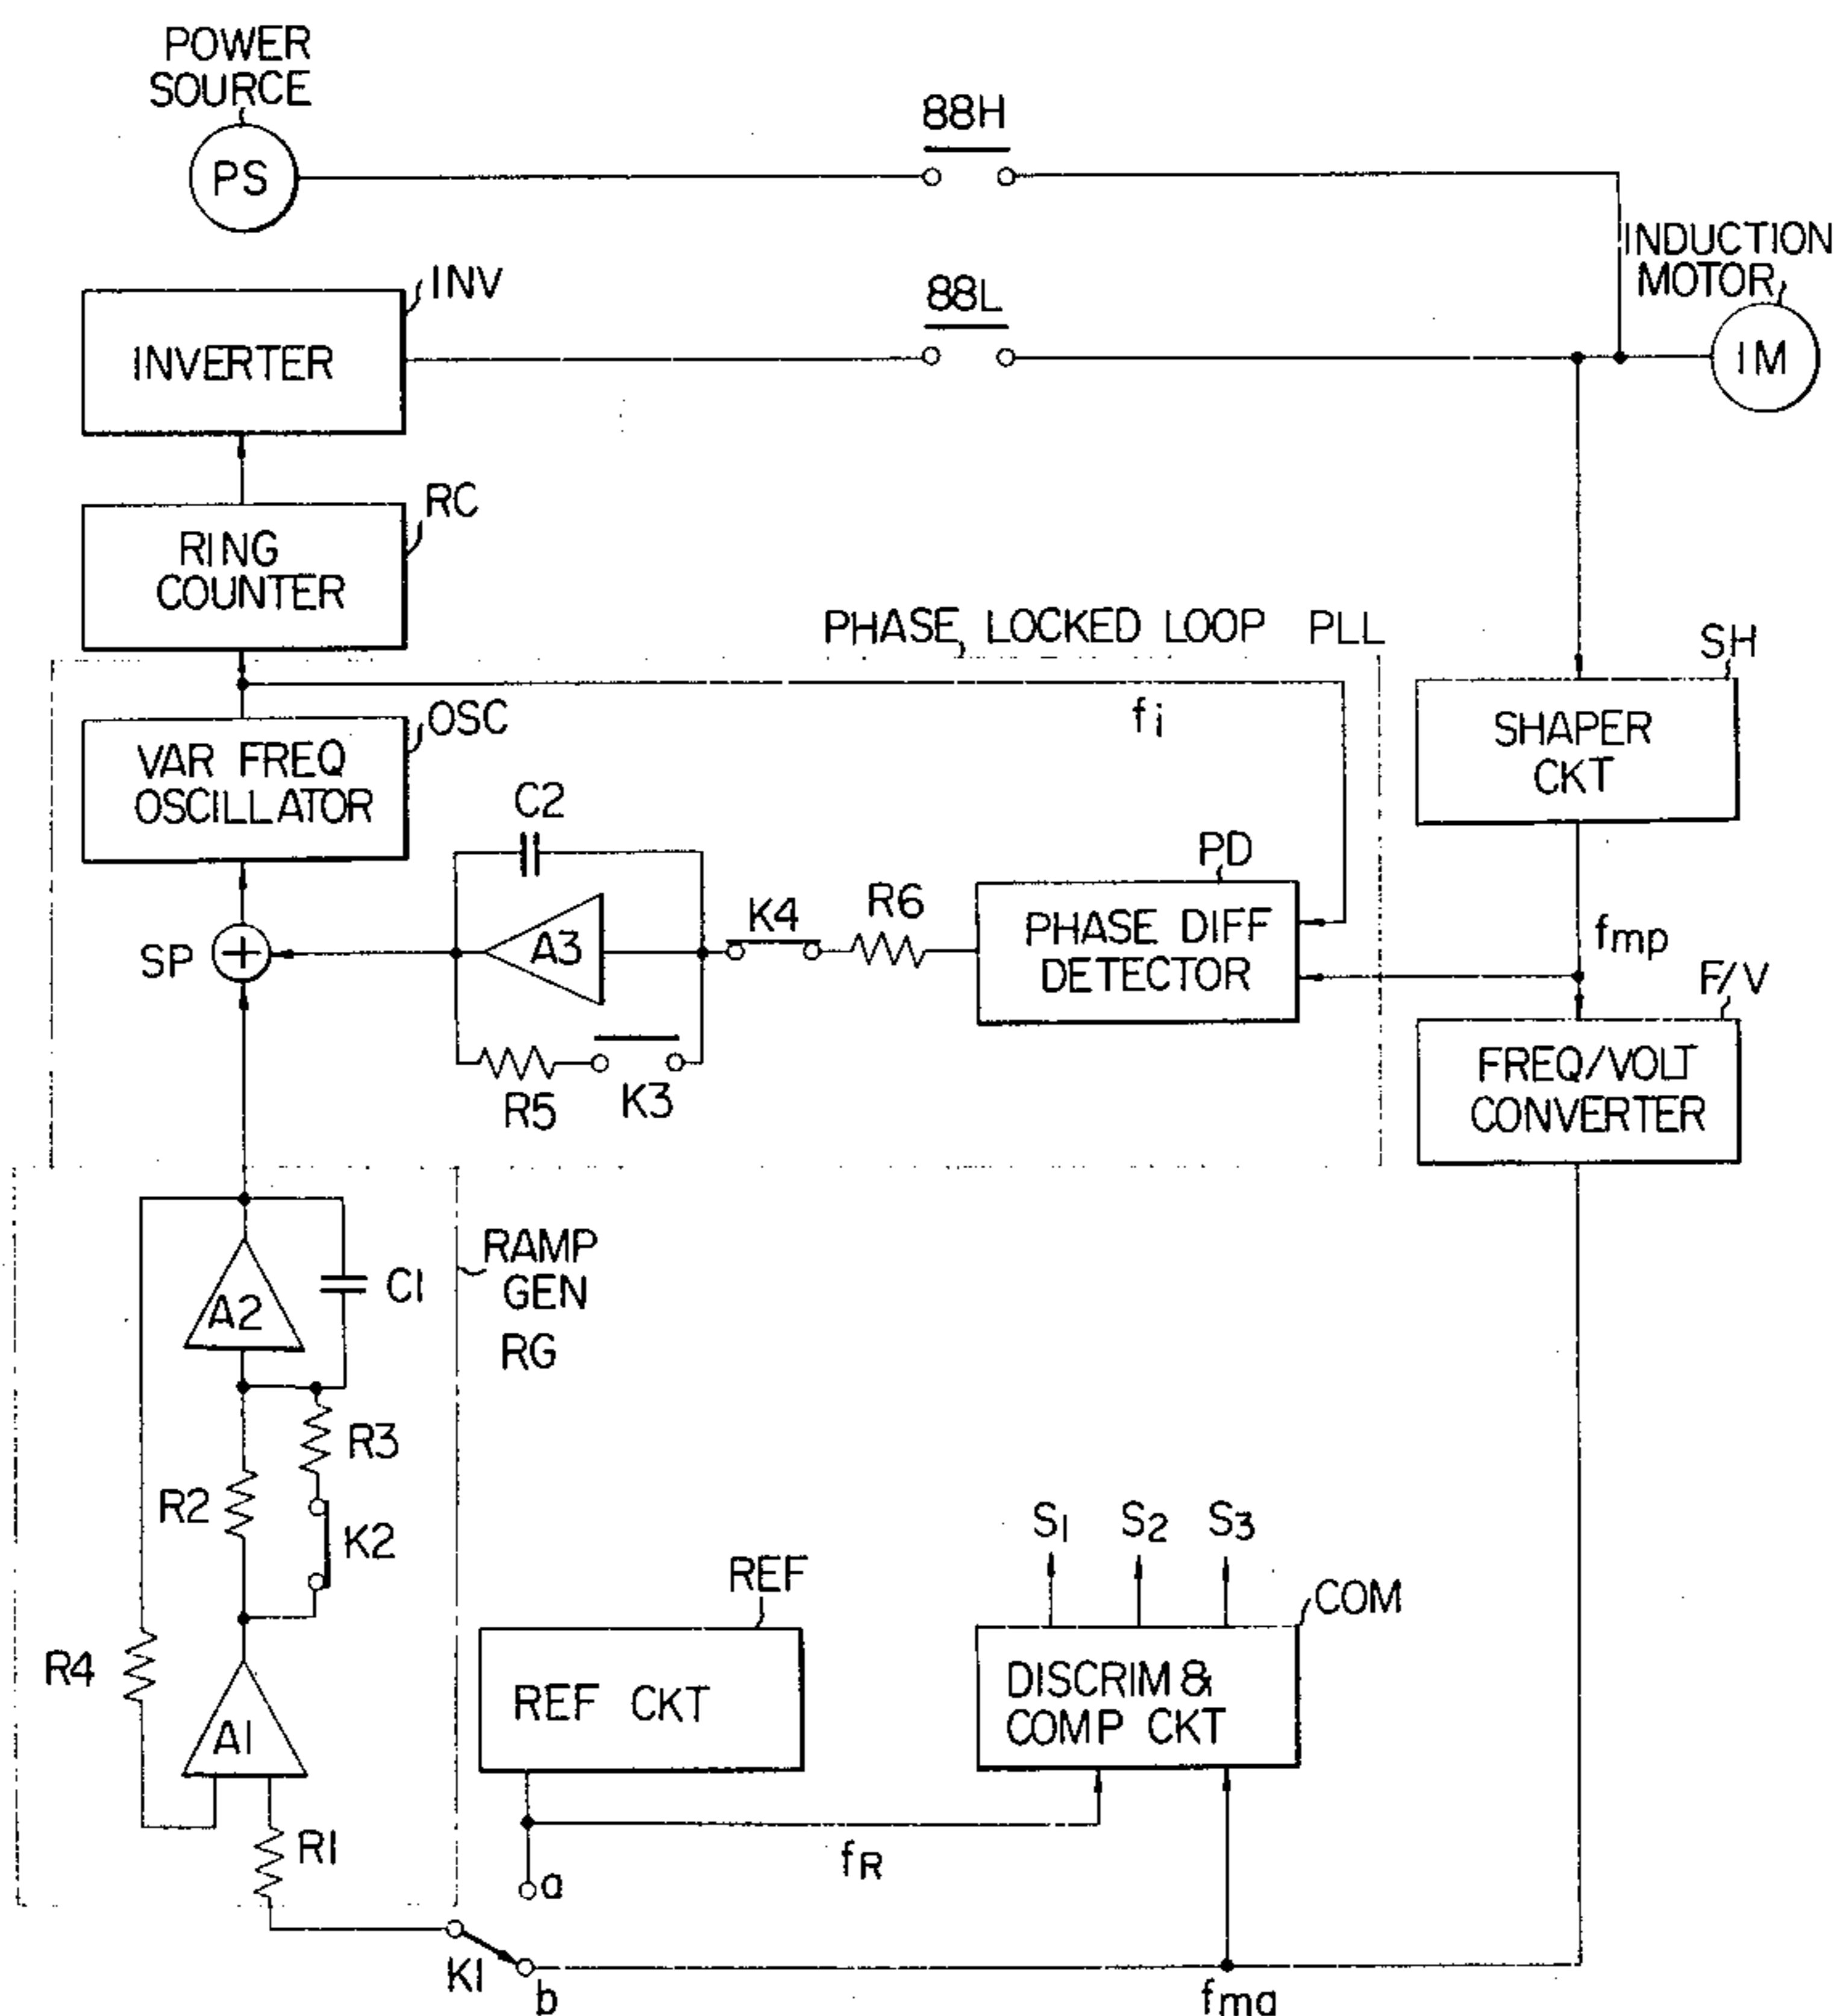 POWER
SOURCE
PS
88H
INDUCTION
MOTOR
IM
INV
INVERTER
88L
RC
RING
COUNTER
PHASE LOCKED LOOP PLL
SH
SHAPER
CKT
OSC
VAR FREQ
OSCILLATOR
fi
C2
PD
PHASE DIFF
DETECTOR
R6
K4
A3
SP
fmp
F/V
FREQ/VOLT
CONVERTER
R5
K3
RAMP
GEN
RG
C1
A2
R3
R2
K2
R4
A1
R1
REF
REF CKT
S1 S2 S3
COM
DISCRIM &
COMP CKT
fR
a
K1
b
fma